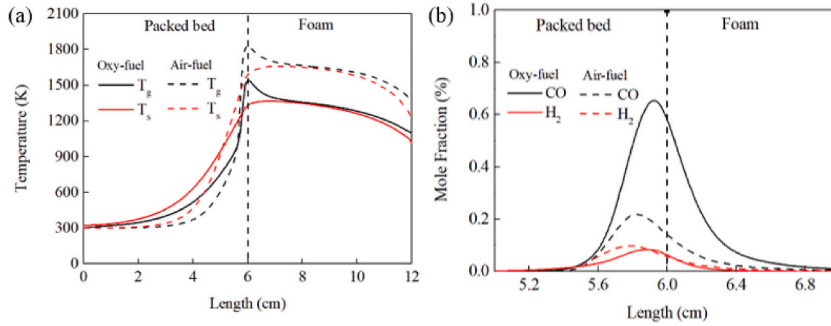 (a)
Packed bed
Foam
Oxy-fuel
Air-fuel
Tg
Tg
Ts
Ts
2100
1800
1500
1200
900
600
300
0
0
2
4
6
8
10
12
Temperature (K)
Length (cm)
(b)
Packed bed
Foam
Oxy-fuel
Air-fuel
CO
CO
H2
H2
1.0
0.8
0.6
0.4
0.2
0.0
5.2
5.6
6.0
6.4
6.8
Mole Fraction (%)
Length (cm)